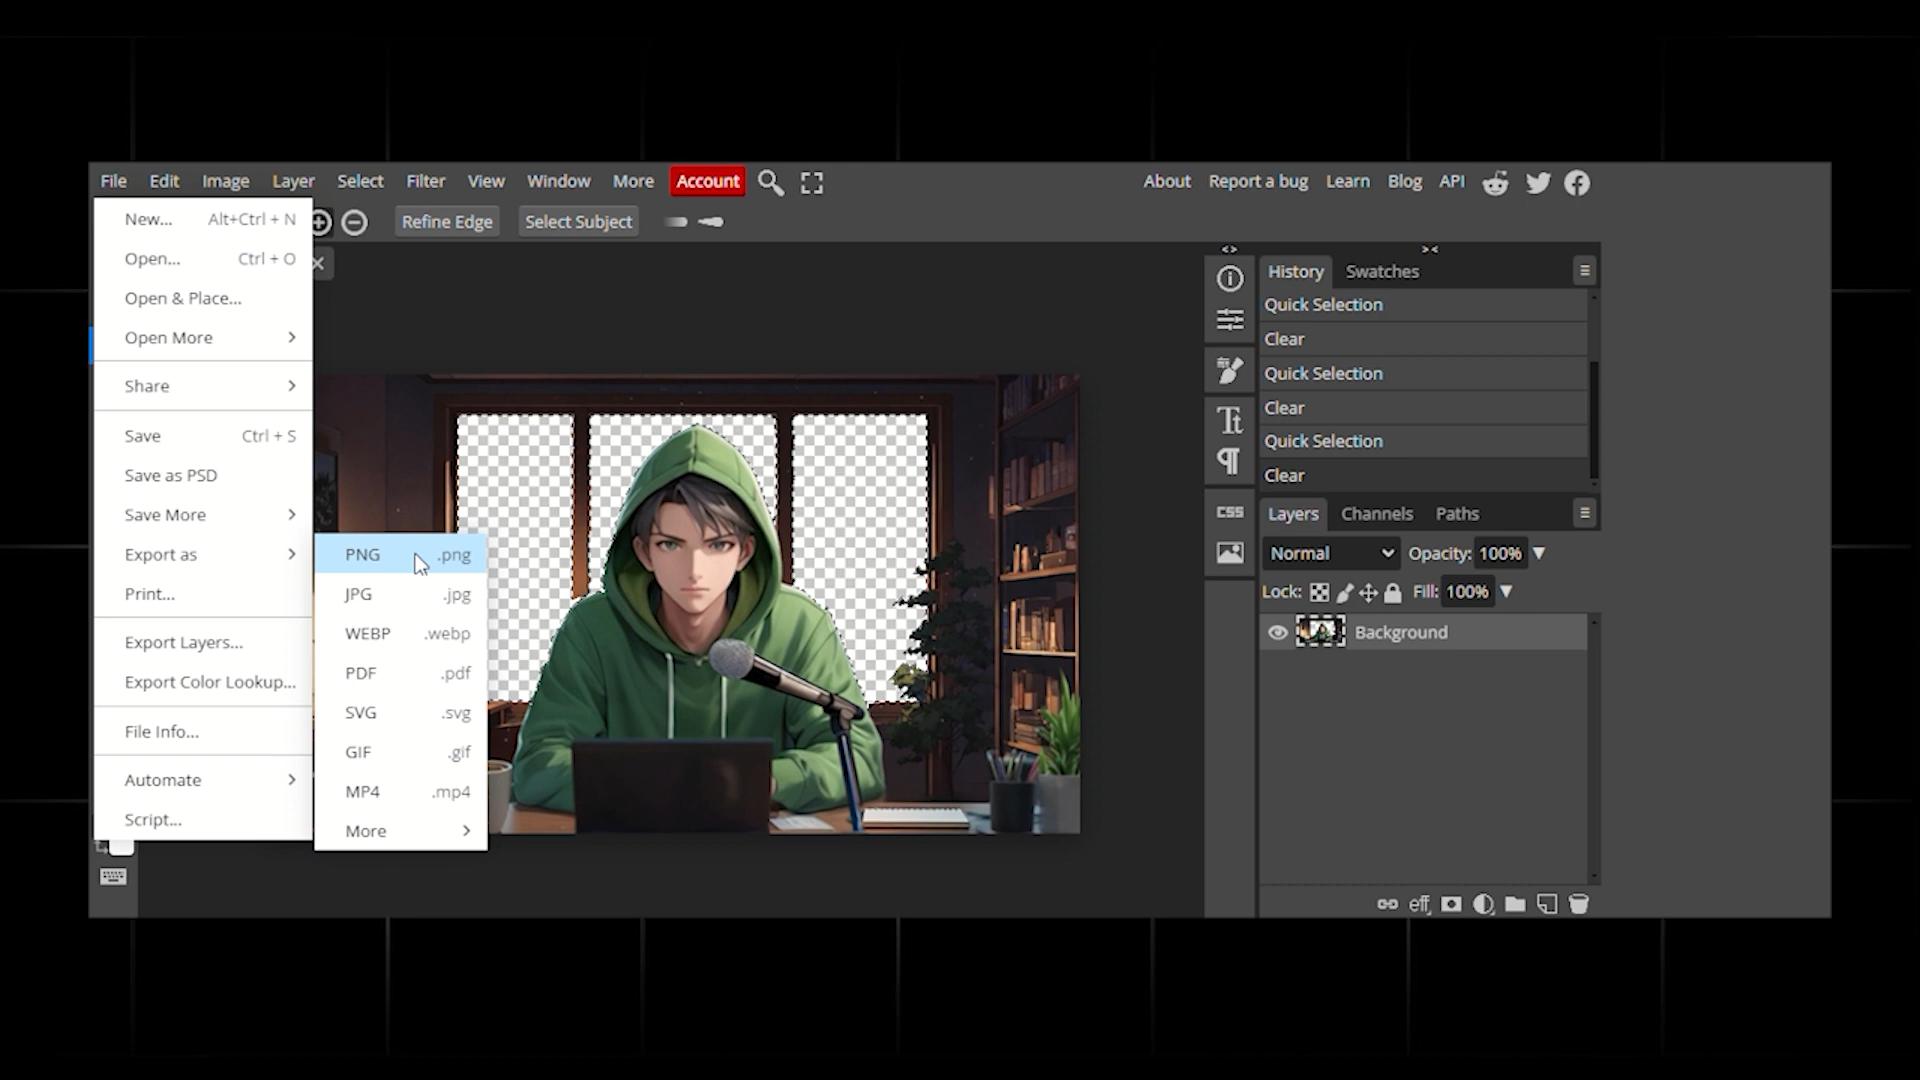 File Edit Image Layer Select Filter View Window More Account About Report a bug Learn Blog API
Refine Edge Select Subject
New... Alt+Ctrl + N
Open... Ctrl + O
Open & Place...
Open More
Share
Save Ctrl + S
Save as PSD
Save More
Export as
Print...
Export Layers...
Export Color Lookup...
File Info...
Automate
Script...
PNG .png
JPG .jpg
WEBP .webp
PDF .pdf
SVG .svg
GIF .gif
MP4 .mp4
More
CSS
History Swatches
Quick Selection
Clear
Quick Selection
Clear
Quick Selection
Clear
Layers Channels Paths
Normal Opacity: 100%
Lock: Fill: 100%
Background
eff